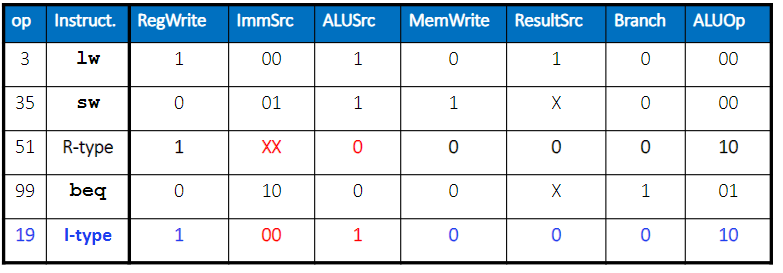 op Instruct. RegWrite ImmSrc ALUSrc MemWrite ResultSrc Branch ALUOp
3 lw 1 00 1 0 1 0 00
35 sw 0 01 1 1 X 0 00
51 R-type 1 XX 0 0 0 0 10
99 beq 0 10 0 0 X 1 01
19 I-type 1 00 1 0 0 0 10